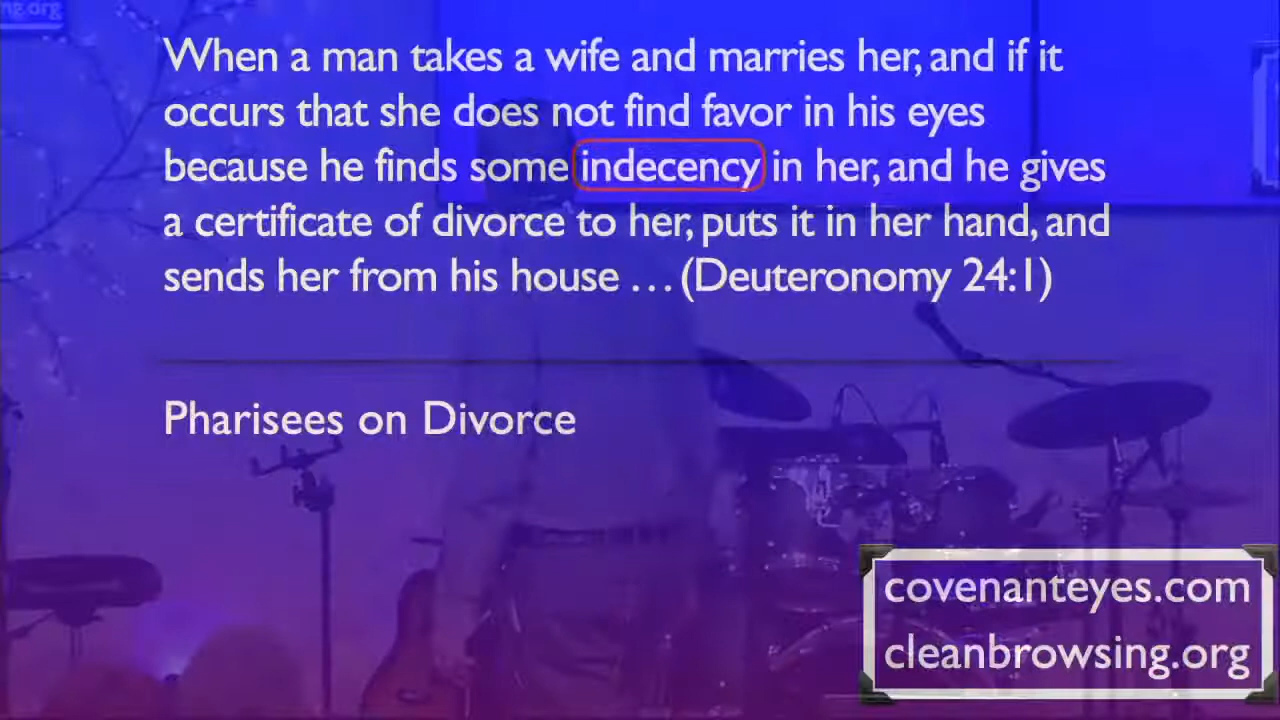 ng.org
When a man takes a wife and marries her, and if it
occurs that she does not find favor in his eyes
because he finds some indecency in her, and he gives
a certificate of divorce to her, puts it in her hand, and
sends her from his house … (Deuteronomy 24:1)
Pharisees on Divorce
covenanteyes.com
cleanbrowsing.org